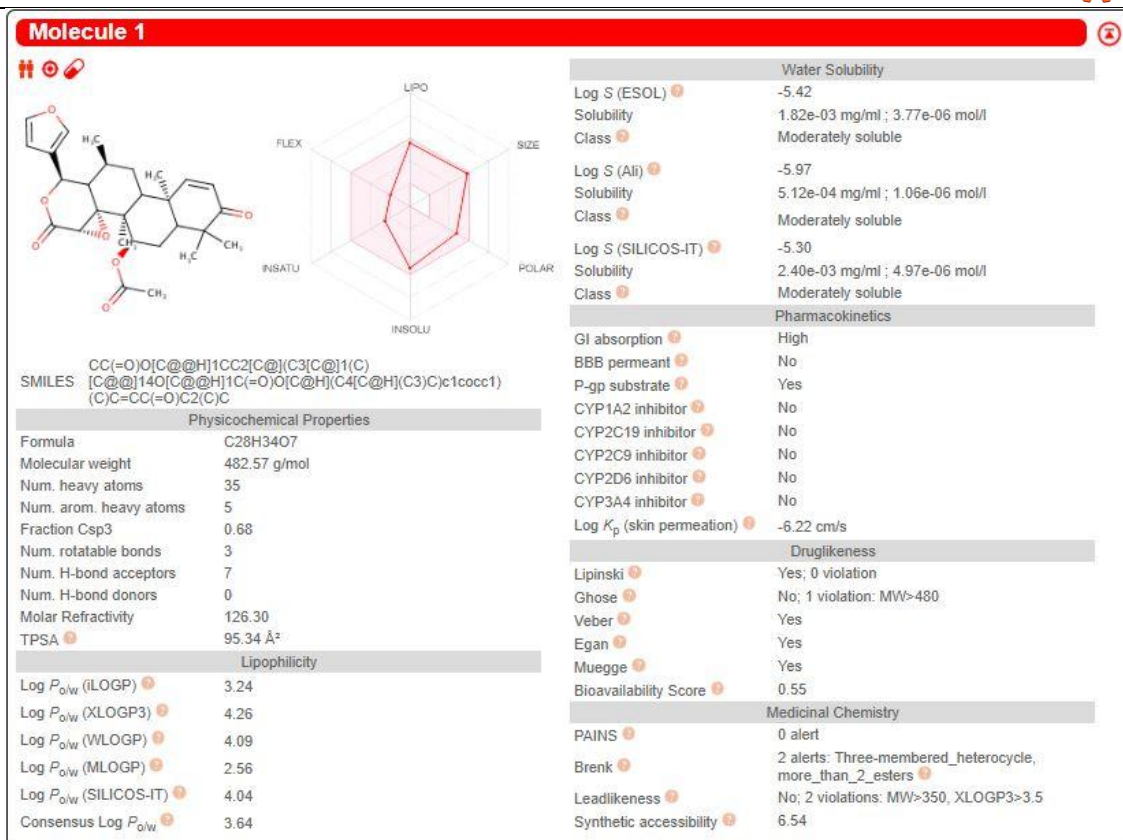 Molecule 1
LIPO
FLEX
SIZE
INSATU
POLAR
INSOLU
O
H₃C
H₃C
O
O
O
O
CH₃
H₃C
CH₃
O
O
CH₃
SMILES CC(=O)O[C@@H]1CC2[C@](C3[C@]1(C)
[C@@]14O[C@@H]1C(=O)O[C@H](C4[C@H](C3)C)c1cocc1)
(C)C=CC(=O)C2(C)C
Physicochemical Properties
Formula C28H34O7
Molecular weight 482.57 g/mol
Num. heavy atoms 35
Num. arom. heavy atoms 5
Fraction Csp3 0.68
Num. rotatable bonds 3
Num. H-bond acceptors 7
Num. H-bond donors 0
Molar Refractivity 126.30
TPSA ? 95.34 Å²
Lipophilicity
Log Po/w (iLOGP) ? 3.24
Log Po/w (XLOGP3) ? 4.26
Log Po/w (WLOGP) ? 4.09
Log Po/w (MLOGP) ? 2.56
Log Po/w (SILICOS-IT) ? 4.04
Consensus Log Po/w ? 3.64
Water Solubility
Log S (ESOL) ? -5.42
Solubility 1.82e-03 mg/ml ; 3.77e-06 mol/l
Class ? Moderately soluble
Log S (Ali) ? -5.97
Solubility 5.12e-04 mg/ml ; 1.06e-06 mol/l
Class ? Moderately soluble
Log S (SILICOS-IT) ? -5.30
Solubility 2.40e-03 mg/ml ; 4.97e-06 mol/l
Class ? Moderately soluble
Pharmacokinetics
GI absorption ? High
BBB permeant ? No
P-gp substrate ? Yes
CYP1A2 inhibitor ? No
CYP2C19 inhibitor ? No
CYP2C9 inhibitor ? No
CYP2D6 inhibitor ? No
CYP3A4 inhibitor ? No
Log Kp (skin permeation) ? -6.22 cm/s
Druglikeness
Lipinski ? Yes; 0 violation
Ghose ? No; 1 violation: MW>480
Veber ? Yes
Egan ? Yes
Muegge ? Yes
Bioavailability Score ? 0.55
Medicinal Chemistry
PAINS ? 0 alert
Brenk ? 2 alerts: Three-membered_heterocycle,
more_than_2_esters ?
Leadlikeness ? No; 2 violations: MW>350, XLOGP3>3.5
Synthetic accessibility ? 6.54